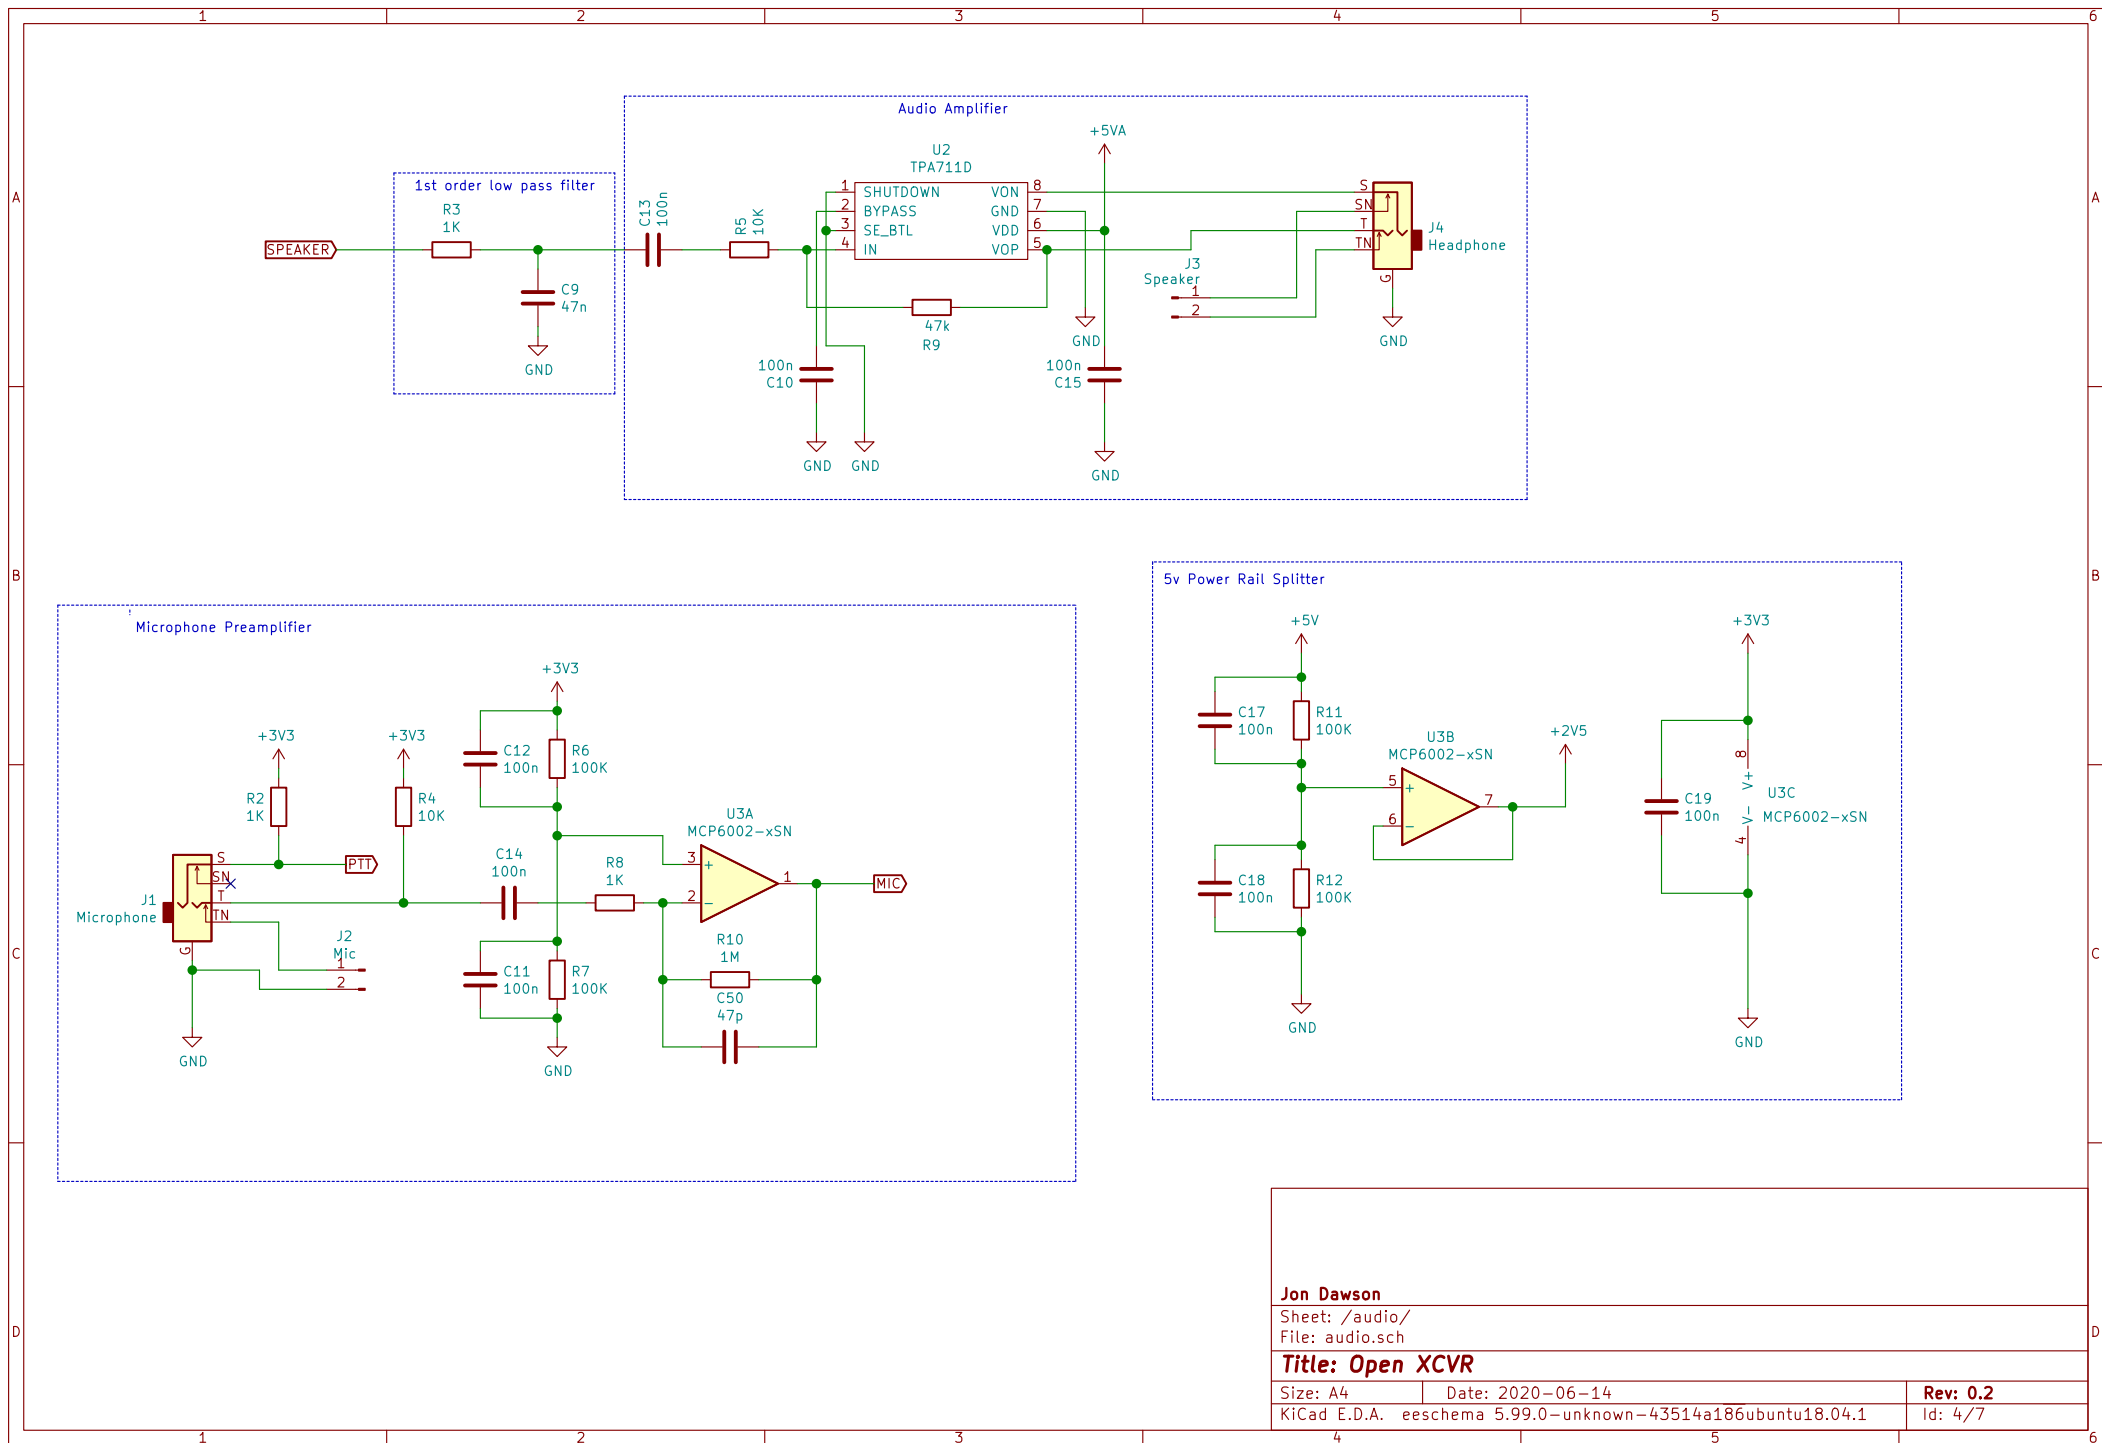 1 2 3 4 5 6
A
B
C
D
Audio Amplifier
+5VA
U2
TPA711D
1 SHUTDOWN VON 8
2 BYPASS GND 7
3 SE_BTL VDD 6
4 IN VOP 5
1st order low pass filter
R3
1K
SPEAKER
C9
47n
GND
C13
100n
R5
10K
47k
R9
100n
C10
GND
GND
GND
100n
C15
GND
J3
Speaker
1
2
S
SN
T
TN
G
J4
Headphone
GND
Microphone Preamplifier
+3V3
+3V3
+3V3
R2
1K
R4
10K
C12
100n
R6
100K
PTT
J1
Microphone
S
SN
T
TN
G
J2
Mic
1
2
GND
C14
100n
R8
1K
U3A
MCP6002-xSN
3 +
2 -
1
MIC
C11
100n
R7
100K
GND
R10
1M
C50
47p
5v Power Rail Splitter
+5V
C17
100n
R11
100K
U3B
MCP6002-xSN
5 +
6 -
7
+2V5
C18
100n
R12
100K
GND
+3V3
C19
100n
8
V+
V-
4
U3C
MCP6002-xSN
GND
Jon Dawson
Sheet: /audio/
File: audio.sch
Title: Open XCVR
Size: A4 Date: 2020-06-14 Rev: 0.2
KiCad E.D.A. eeschema 5.99.0-unknown-43514a186ubuntu18.04.1 Id: 4/7
A
B
C
D
1 2 3 4 5 6